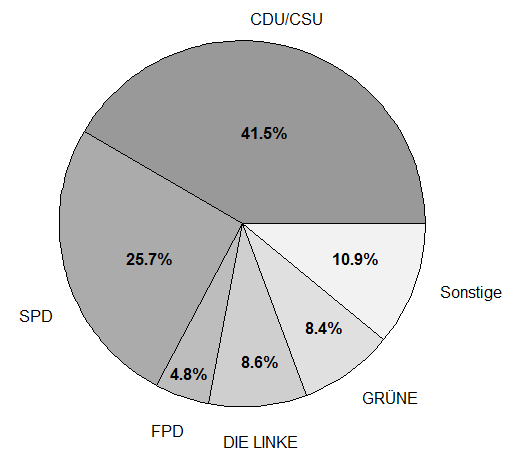 CDU/CSU
41.5%
25.7%
10.9%
SPD
Sonstige
8.4%
4.8%
8.6%
GRÜNE
FPD
DIE LINKE